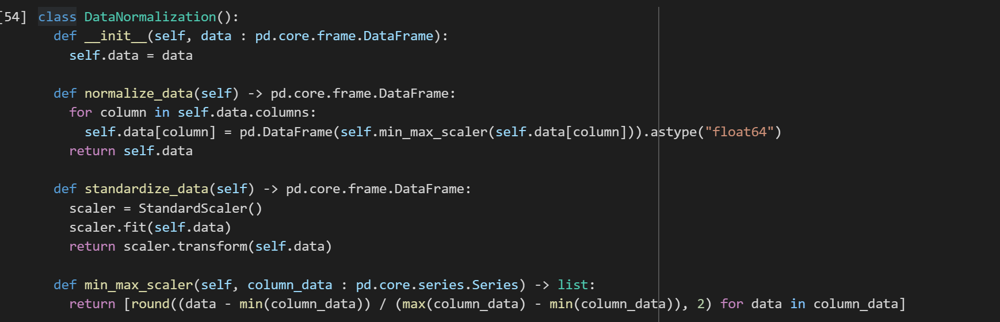 [54] class DataNormalization():
def __init__(self, data : pd.core.frame.DataFrame):
self.data = data
def normalize_data(self) -> pd.core.frame.DataFrame:
for column in self.data.columns:
self.data[column] = pd.DataFrame(self.min_max_scaler(self.data[column])).astype("float64")
return self.data
def standardize_data(self) -> pd.core.frame.DataFrame:
scaler = StandardScaler()
scaler.fit(self.data)
return scaler.transform(self.data)
def min_max_scaler(self, column_data : pd.core.series.Series) -> list:
return [round((data - min(column_data)) / (max(column_data) - min(column_data)), 2) for data in column_data]